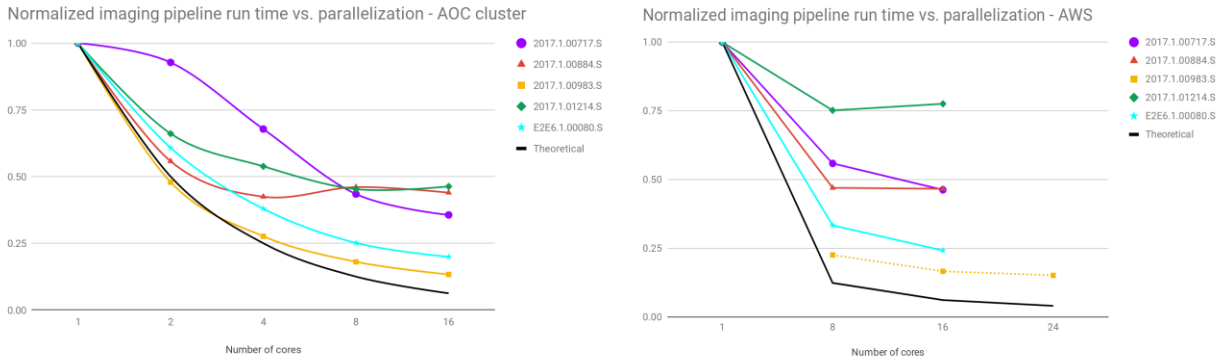 Normalized imaging pipeline run time vs. parallelization - AOC cluster
1.00
0.75
0.50
0.25
0.00
1
2
4
8
16
Number of cores
2017.1.00717.S
2017.1.00884.S
2017.1.00983.S
2017.1.01214.S
E2E6.1.00080.S
Theoretical
Normalized imaging pipeline run time vs. parallelization - AWS
1.00
0.75
0.50
0.25
0.00
1
8
16
24
Number of cores
2017.1.00717.S
2017.1.00884.S
2017.1.00983.S
2017.1.01214.S
E2E6.1.00080.S
Theoretical